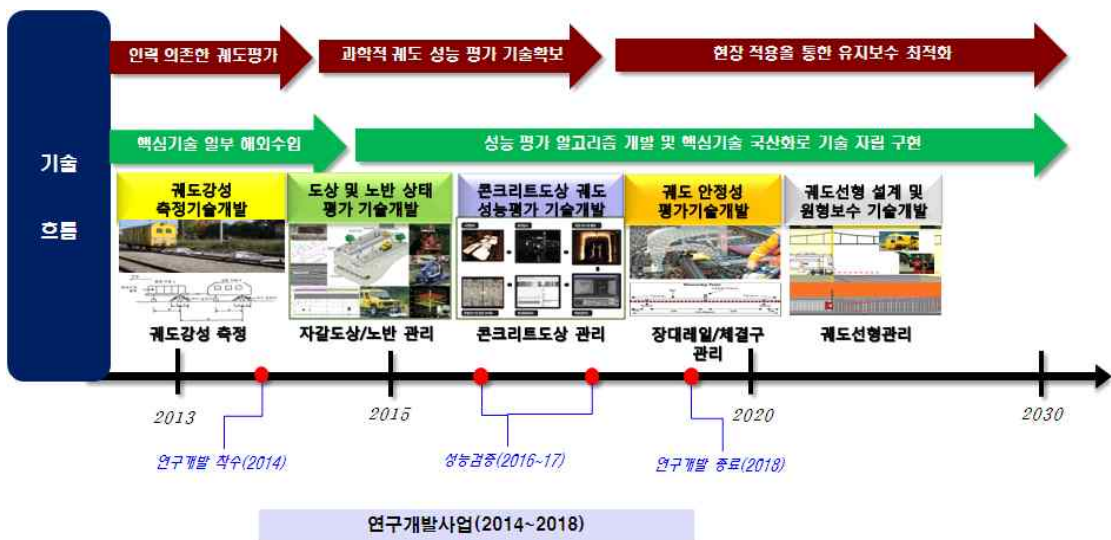 기술
흐름
인력 의존한 궤도평가
과학적 궤도 성능 평가 기술확보
현장 적용을 통한 유지보수 최적화
핵심기술 일부 해외수입
성능 평가 알고리즘 개발 및 핵심기술 국산화로 기술 자립 구현
궤도강성
측정기술개발
도상 및 노반 상태
평가 기술개발
콘크리트도상 궤도
성능평가 기술개발
궤도 안정성
평가기술개발
궤도선형 설계 및
원형보수 기술개발
궤도강성 측정
자갈도상/노반 관리
콘크리트도상 관리
장대레일/체결구
관리
궤도선형관리
2013
2015
2020
2030
연구개발 착수(2014)
성능검증(2016~17)
연구개발 종료(2018)
연구개발사업(2014~2018)